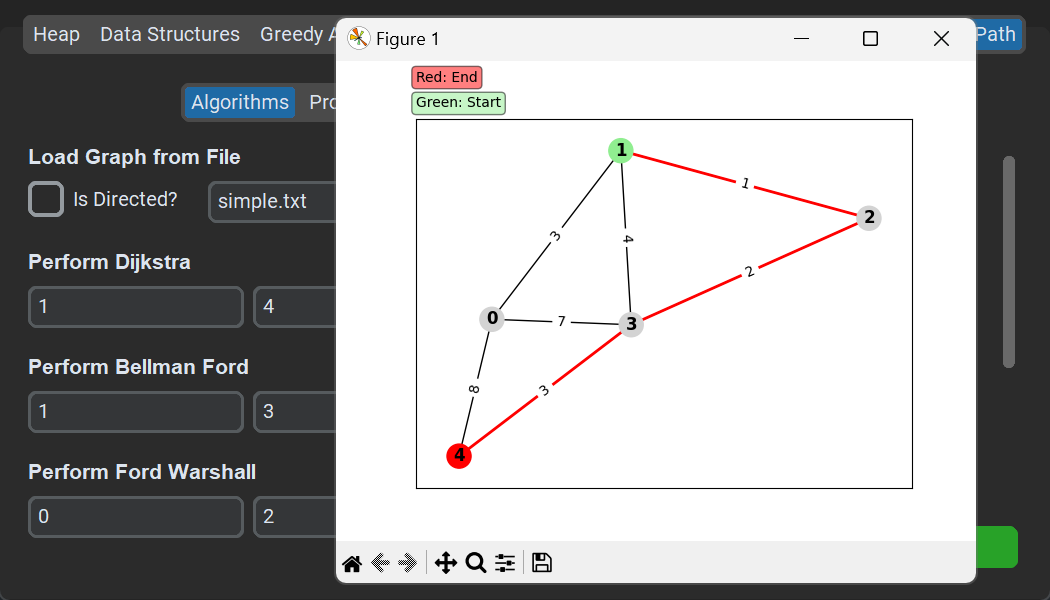 Heap Data Structures Greedy A
Path
Figure 1
Algorithms Pro
Red: End
Green: Start
Load Graph from File
Is Directed? simple.txt
Perform Dijkstra
1 4
Perform Bellman Ford
1 3
Perform Ford Warshall
0 2
1
1
2
3
4
2
0
7
3
8
3
4